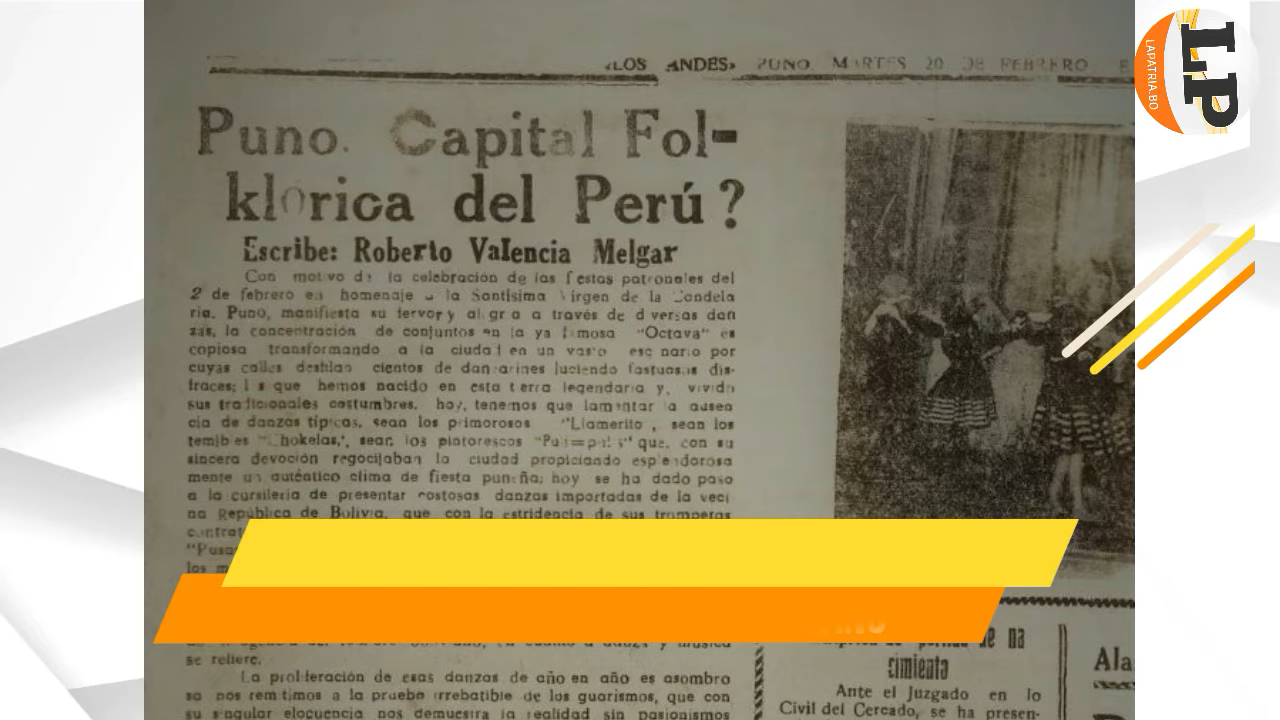 «LOS ANDES» PUNO, MARTES 20 DE FEBRERO
LP
LAPATRIA.BO
Puno. Capital Fol-
klórica del Perú?
Escribe: Roberto Valencia Melgar
Con motivo de la celebración de las fiestas patronales del
2 de febrero en homenaje a la Santísima Virgen de la Candela
ria. Puno, manifiesta su fervor y alegría a través de diversas dan
zas, la concentración de conjuntos en la ya famosa "Octava" es
copiosa transformando a la ciudad en un vasto escenario por
cuyas calles desfilan cientos de danzarines luciendo fastuosos dis-
fraces; los que hemos nacido en esta tierra legendaria y, vivido
sus tradicionales costumbres, hoy, tenemos que lamentar la ausen
cia de danzas típicas, sean los primorosos "Llamerito", sean los
temibles "Chokelas,", sean los pintorescos que, con su
sincera devoción regocijaban la ciudad propiciando esplendorosa
mente un auténtico clima de fiesta puneña; hoy se ha dado paso
a la cursilería de presentar costosas danzas importadas de la veci
na República de Bolivia, que con la estridencia de sus trompetas
contrat
los m
música
se refiere.
La proliferación de esas danzas de año en año es asombro
sa nos remitimos a la prueba irrebatible de los guarismos, que con
su singular elocuencia nos demuestra la realidad sin pasionismos
de na
cimiento
Ante el Juzgado en lo
Civil del Cercado, se ha presen-
Ala